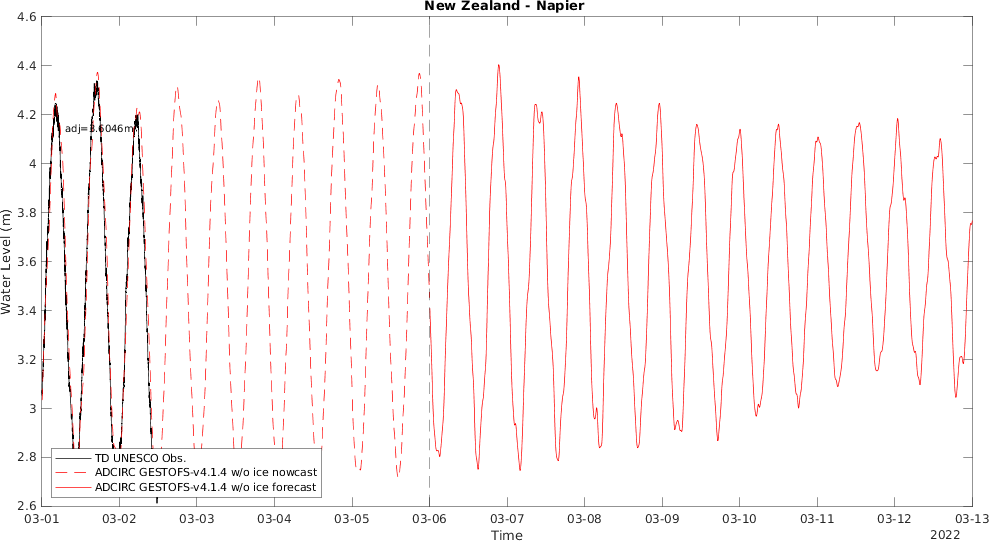 New Zealand - Napier
4.6
4.4
4.2
4
3.8
3.6
3.4
3.2
3
2.8
2.6
Water Level (m)
adj=3.6046m
TD UNESCO Obs.
ADCIRC GESTOFS-v4.1.4 w/o ice nowcast
ADCIRC GESTOFS-v4.1.4 w/o ice forecast
03-01 03-02 03-03 03-04 03-05 03-06 03-07 03-08 03-09 03-10 03-11 03-12 03-13
Time
2022